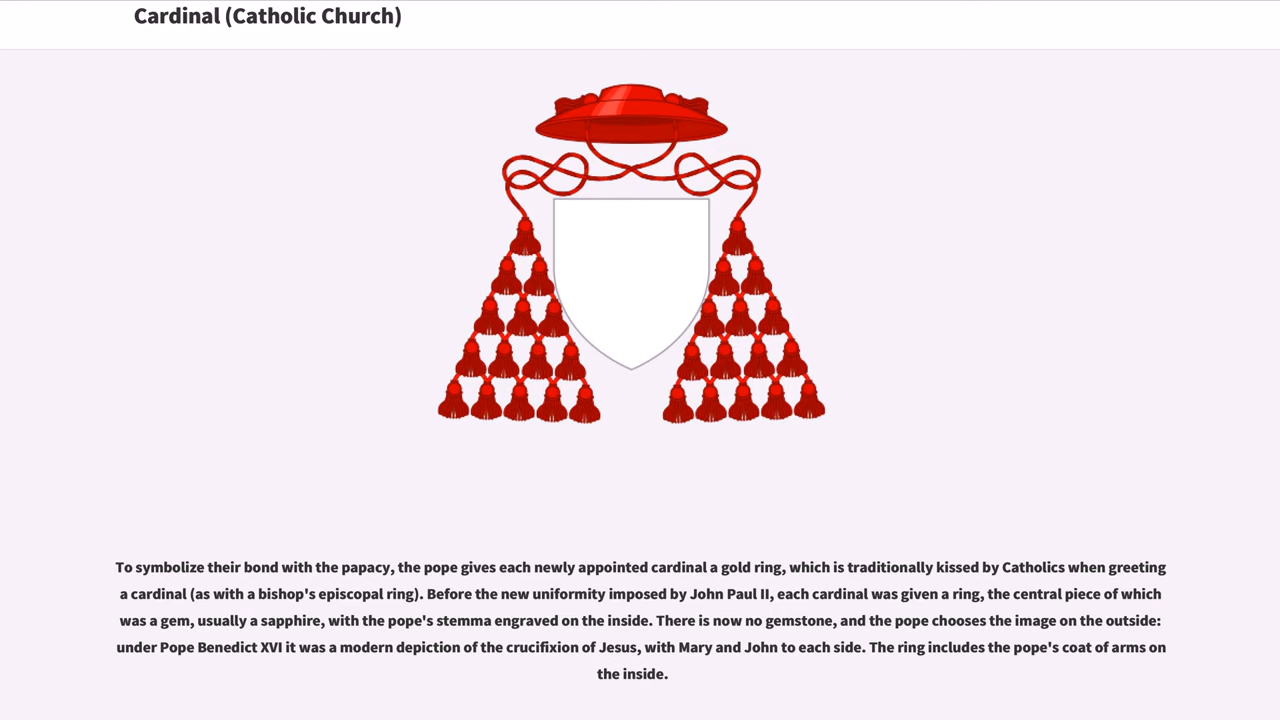 Cardinal (Catholic Church)
To symbolize their bond with the papacy, the pope gives each newly appointed cardinal a gold ring, which is traditionally kissed by Catholics when greeting
a cardinal (as with a bishop's episcopal ring). Before the new uniformity imposed by John Paul II, each cardinal was given a ring, the central piece of which
was a gem, usually a sapphire, with the pope's stemma engraved on the inside. There is now no gemstone, and the pope chooses the image on the outside:
under Pope Benedict XVI it was a modern depiction of the crucifixion of Jesus, with Mary and John to each side. The ring includes the pope's coat of arms on
the inside.